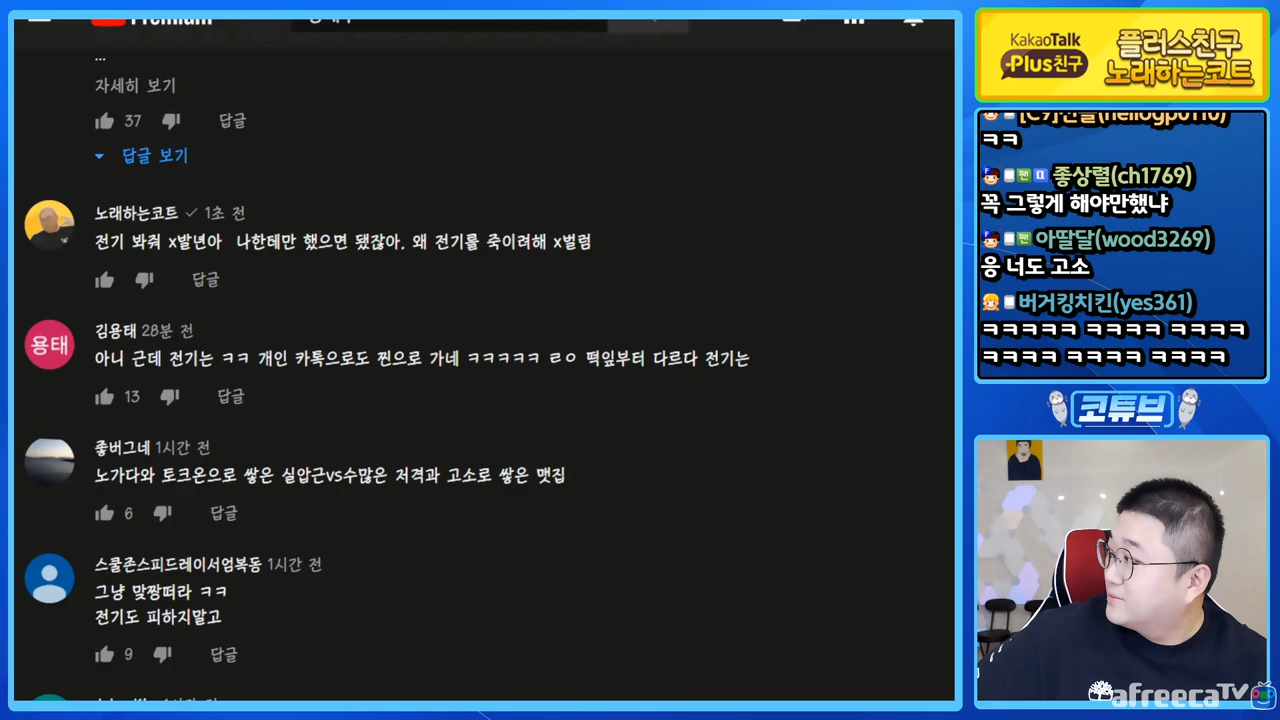 Premium
...
자세히 보기
37 답글
답글 보기
노래하는코트 1초 전
전기 봐줘 x발년아 나한테만 했으면 됐잖아. 왜 전기를 죽이려해 x벌럼
답글
용태
김용태 28분 전
아니 근데 전기는 ㅋㅋ 개인 카톡으로도 찐으로 가네 ㅋㅋㅋㅋㅋ ㄹㅇ 떡잎부터 다르다 전기는
13 답글
좋버그네 1시간 전
노가다와 토크온으로 쌓은 실압근vs수많은 저격과 고소로 쌓은 맷집
6 답글
스쿨존스피드레이서엄복동 1시간 전
그냥 맞짱떠라 ㅋㅋ
전기도 피하지말고
9 답글
KakaoTalk
Plus친구
플러스친구
노래하는코트
ㅋㅋ
팬 좋상렬(ch1769)
꼭 그렇게 해야만했냐
팬 아딸달(wood3269)
응 너도 고소
버거킹치킨(yes361)
ㅋㅋㅋㅋㅋ ㅋㅋㅋㅋ ㅋㅋㅋㅋ
ㅋㅋㅋㅋ ㅋㅋㅋㅋ ㅋㅋㅋㅋ
코튜브
afreecaTV